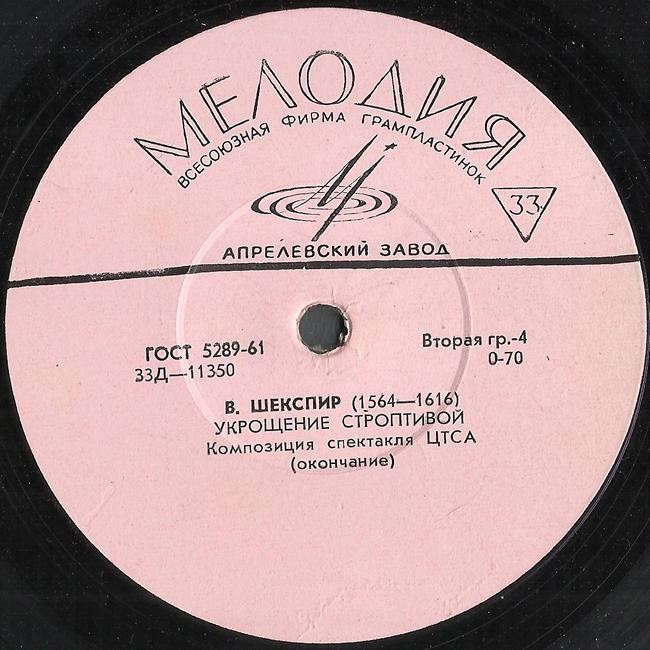 МЕЛОДИЯ
ВСЕСОЮЗНАЯ ФИРМА ГРАМПЛАСТИНОК
33
АПРЕЛЕВСКИЙ ЗАВОД
ГОСТ 5289-61
33Д—11350
Вторая гр.-4
0-70
В. ШЕКСПИР (1564—1616)
УКРОЩЕНИЕ СТРОПТИВОЙ
Композиция спектакля ЦТСА
(окончание)